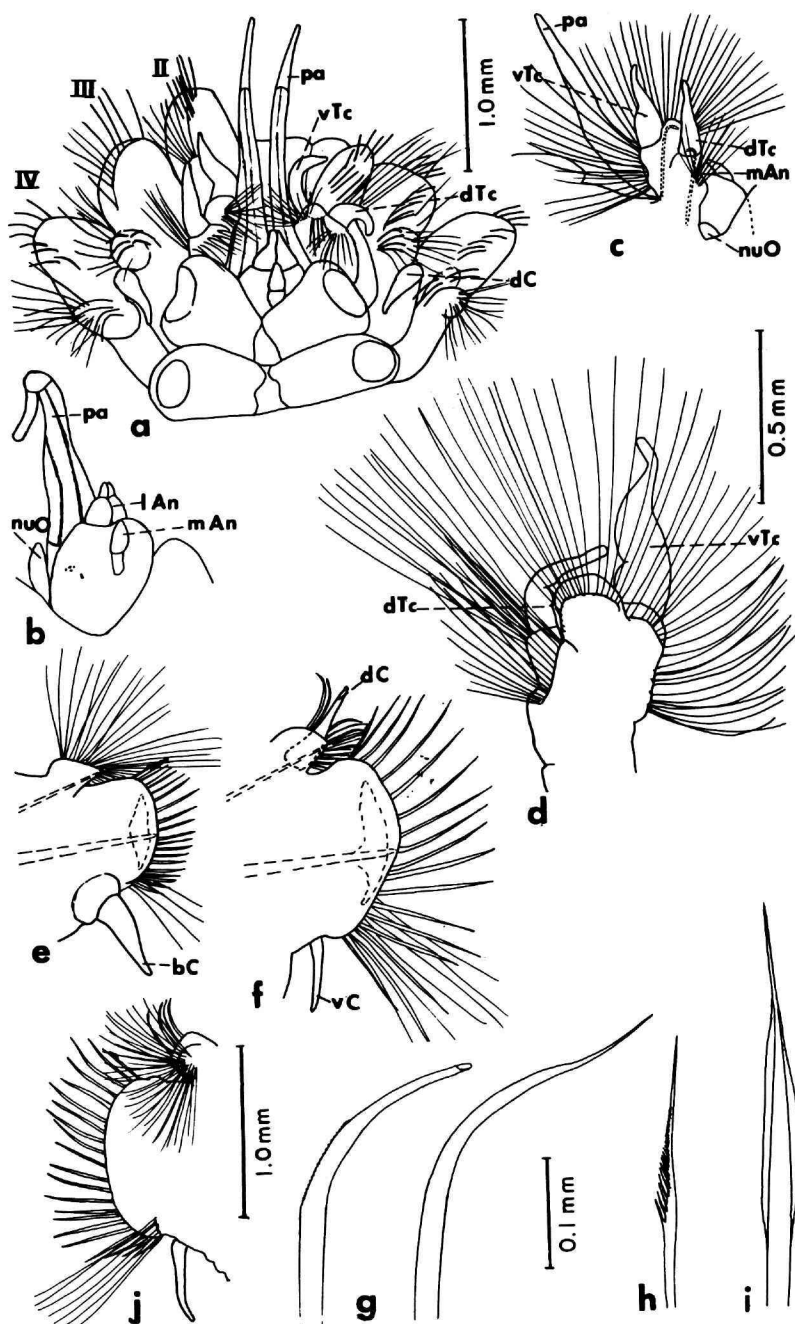 II
III
IV
pa
vTc
dTc
dC
1.0 mm
a
pa
vTc
dTc
mAn
nuO
c
pa
lAn
mAn
nuO
b
0.5 mm
vTc
dTc
d
bC
e
dC
vC
f
1.0 mm
j
g
0.1 mm
h
i